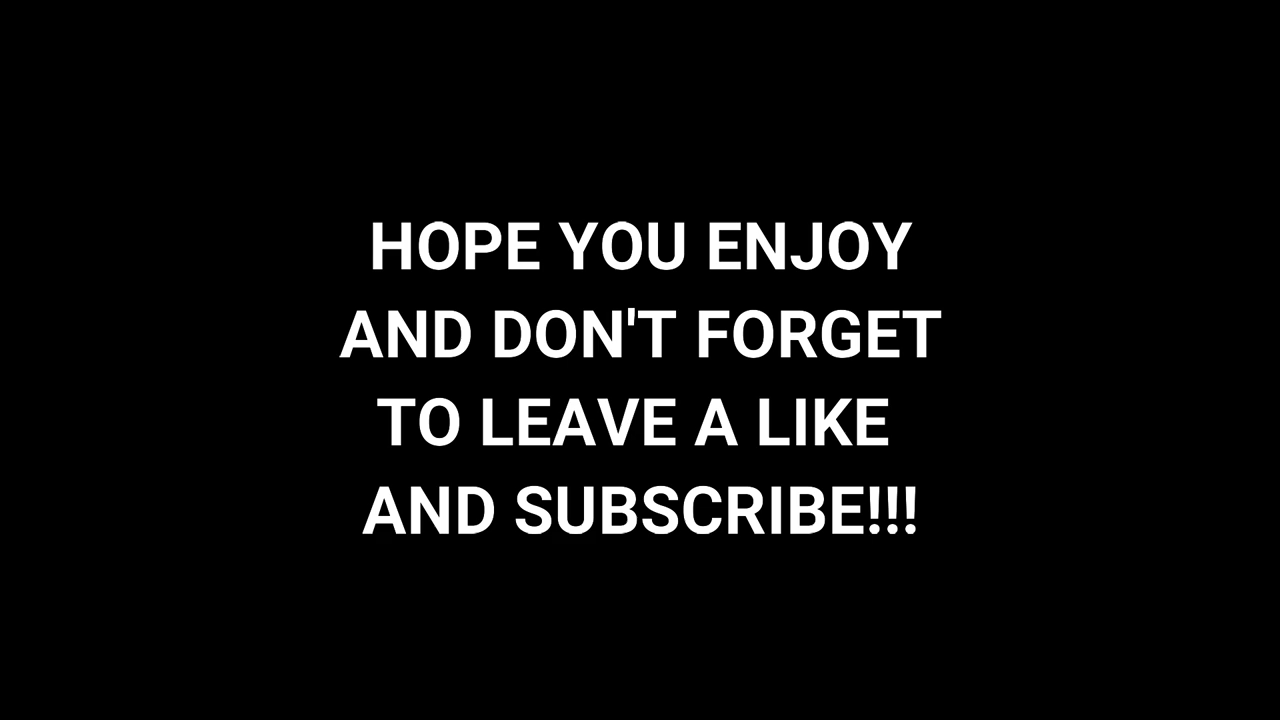 HOPE YOU ENJOY
AND DON'T FORGET
TO LEAVE A LIKE
AND SUBSCRIBE!!!